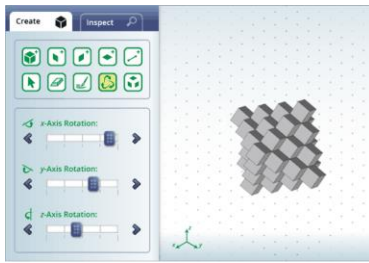 Create
Inspect
x-Axis Rotation:
y-Axis Rotation:
z-Axis Rotation: